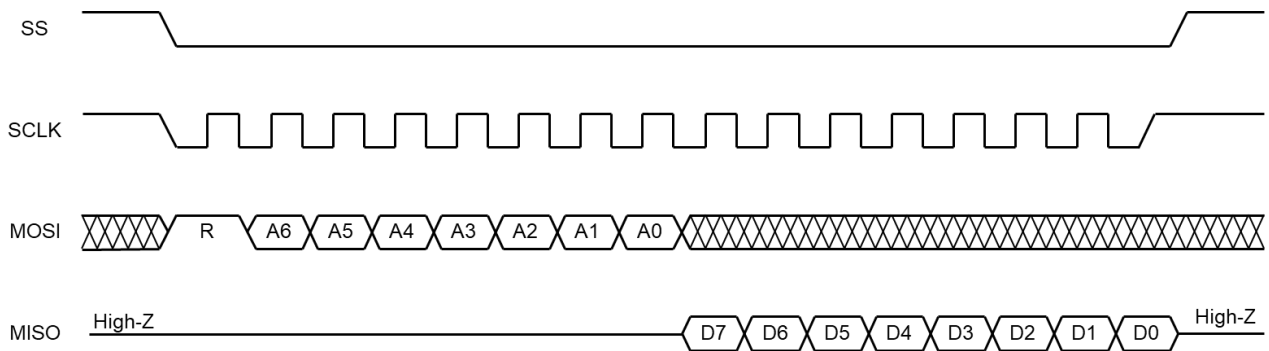 SS
SCLK
MOSI R A6 A5 A4 A3 A2 A1 A0
MISO High-Z D7 D6 D5 D4 D3 D2 D1 D0 High-Z